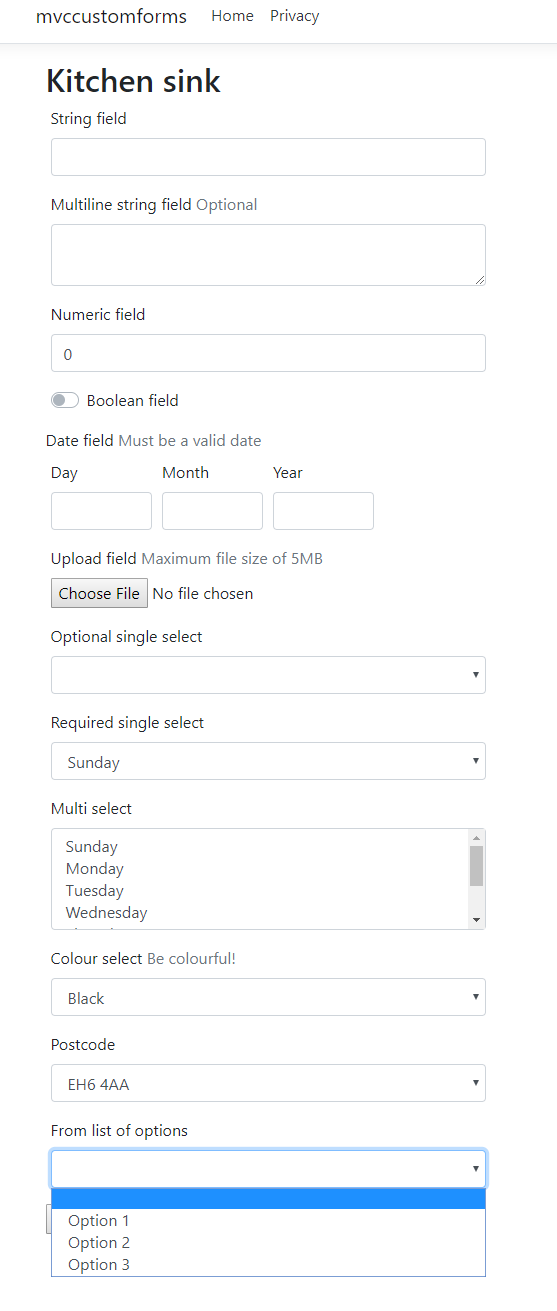 mvccustomforms Home Privacy
Kitchen sink
String field
Multiline string field Optional
Numeric field
0
Boolean field
Date field Must be a valid date
Day Month Year
Upload field Maximum file size of 5MB
Choose File No file chosen
Optional single select
Required single select
Sunday
Multi select
Sunday
Monday
Tuesday
Wednesday
Colour select Be colourful!
Black
Postcode
EH6 4AA
From list of options
Option 1
Option 2
Option 3